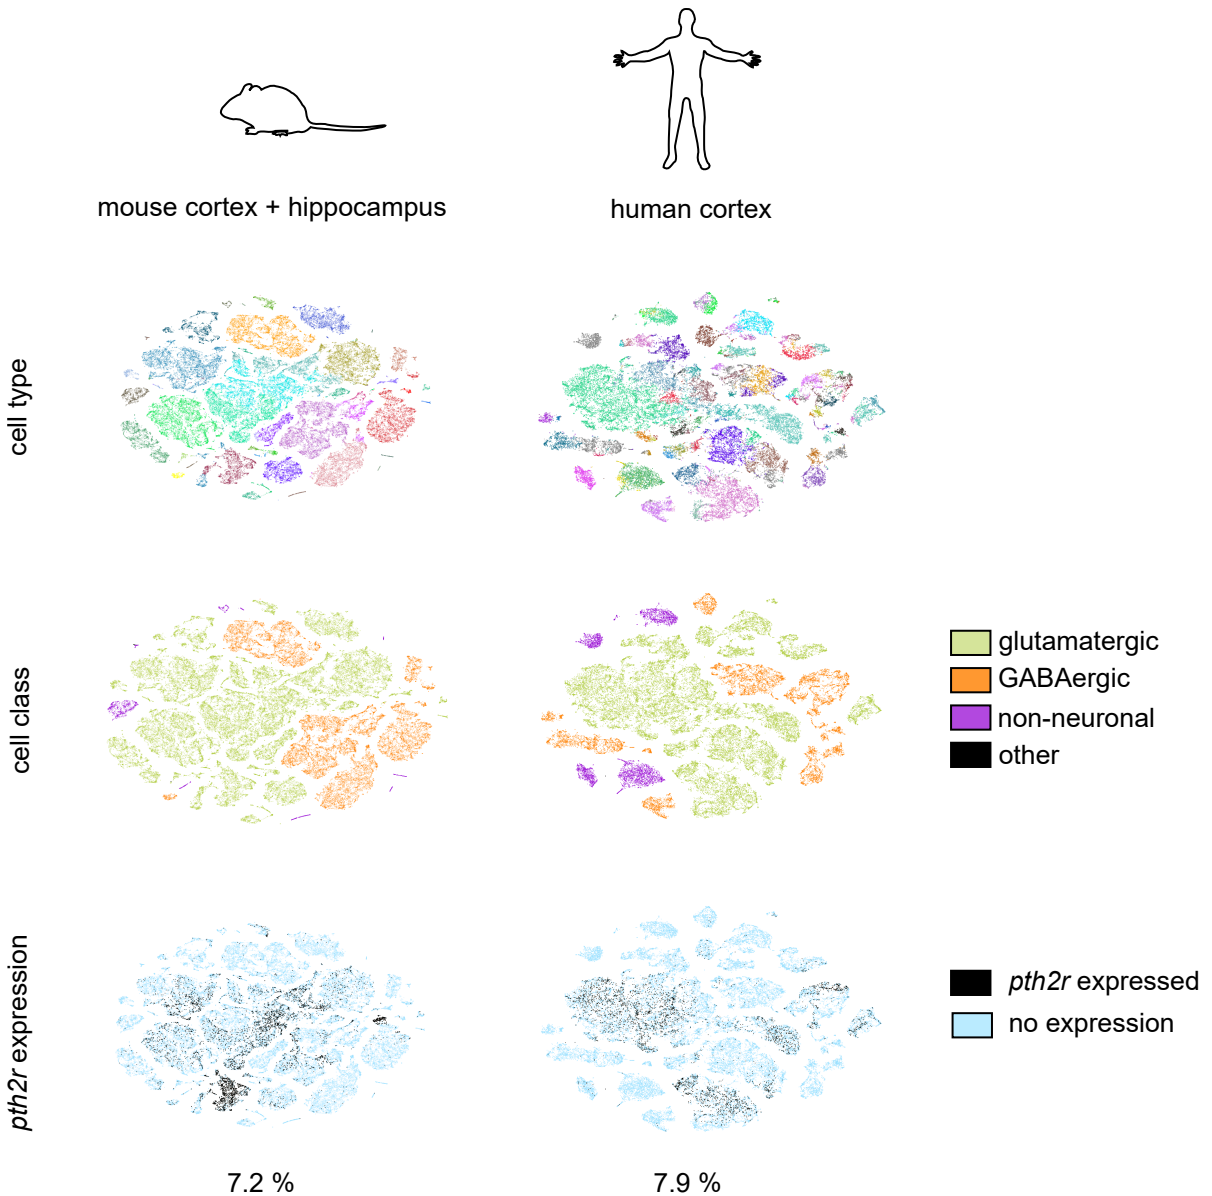 mouse cortex + hippocampus
human cortex
cell type
cell class
glutamatergic
GABAergic
non-neuronal
other
pth2r expression
pth2r expressed
no expression
7.2 %
7.9 %